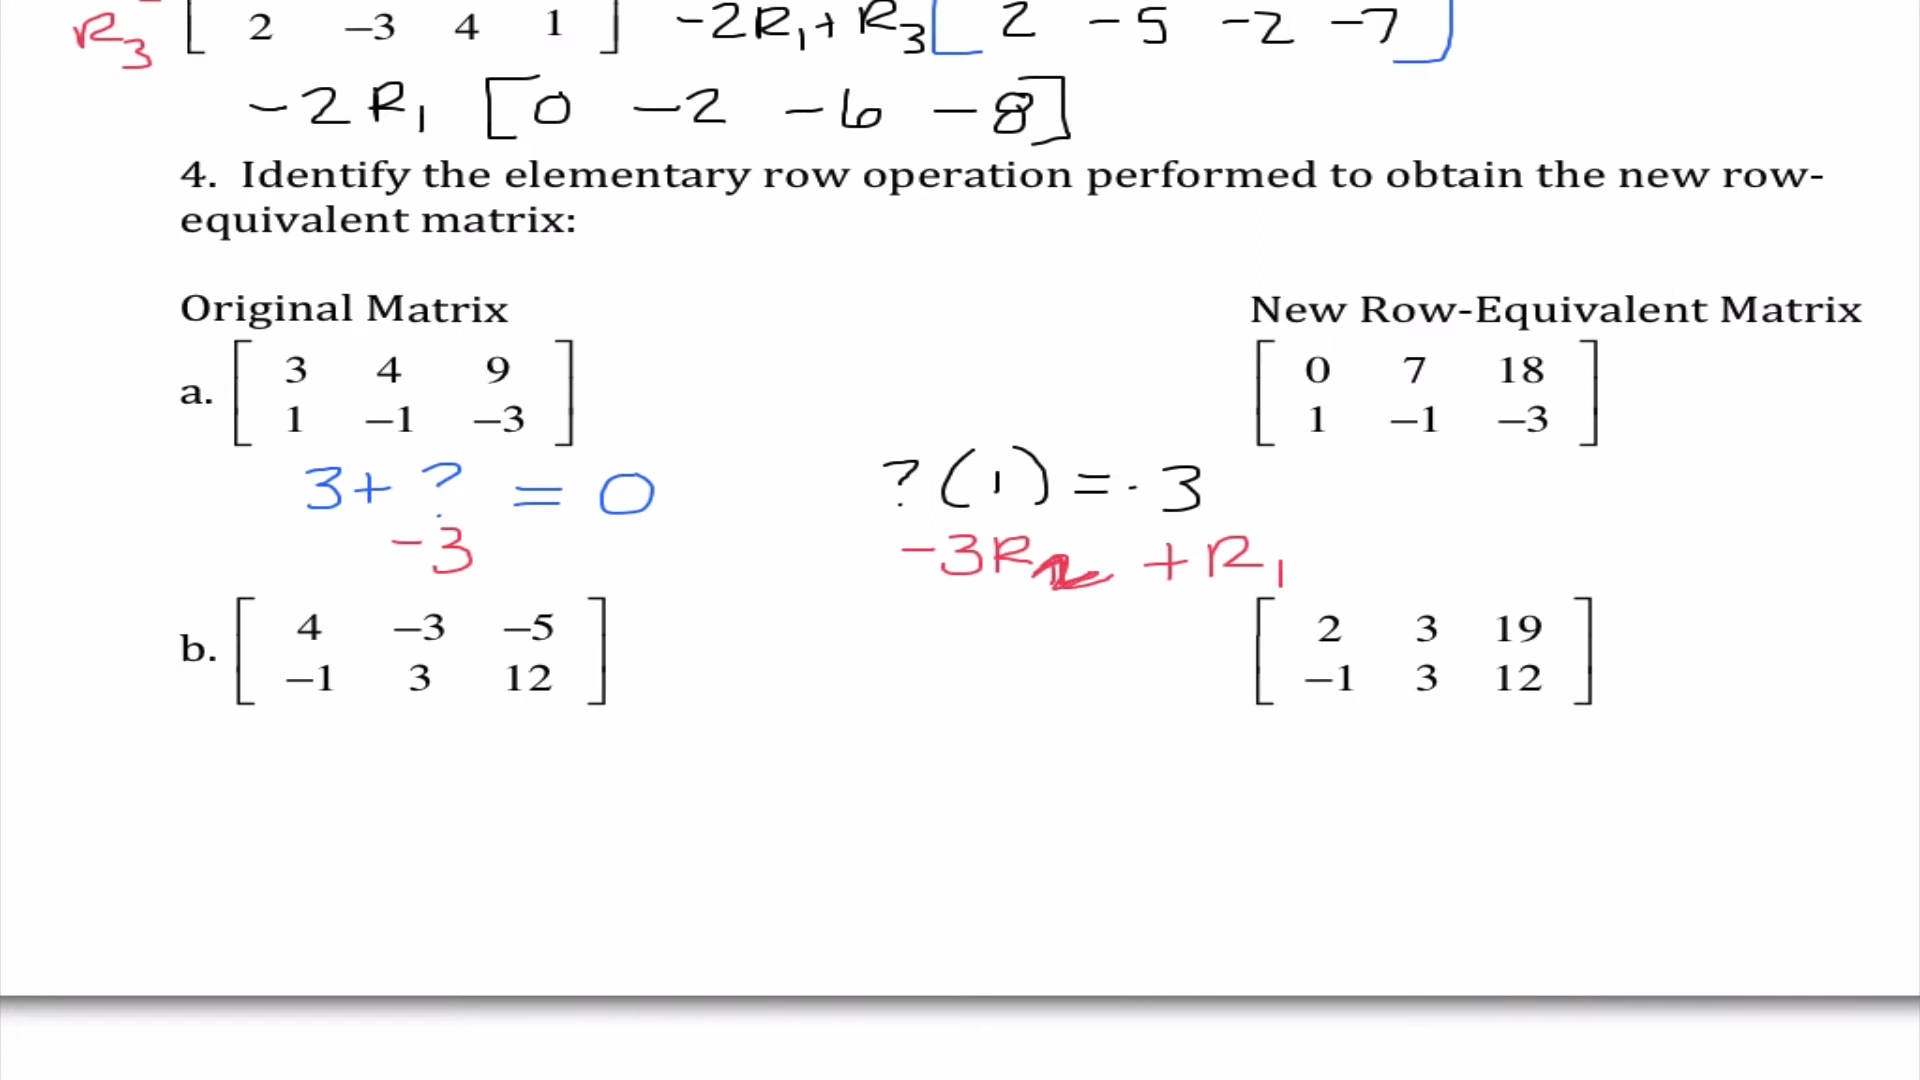 R3 [ 2 −3 4 1 ] -2R1 + R3 [ 2 -5 -2 -7 ]
-2R1 [ 0 -2 -6 -8 ]
4. Identify the elementary row operation performed to obtain the new row-
equivalent matrix:
Original Matrix New Row-Equivalent Matrix
a. [ 3 4 9 ] [ 0 7 18 ]
[ 1 −1 −3 ] [ 1 −1 −3 ]
3 + ? = 0 ? (1) = -3
-3 -3R2 + R1
b. [ 4 −3 −5 ] [ 2 3 19 ]
[ −1 3 12 ] [ −1 3 12 ]